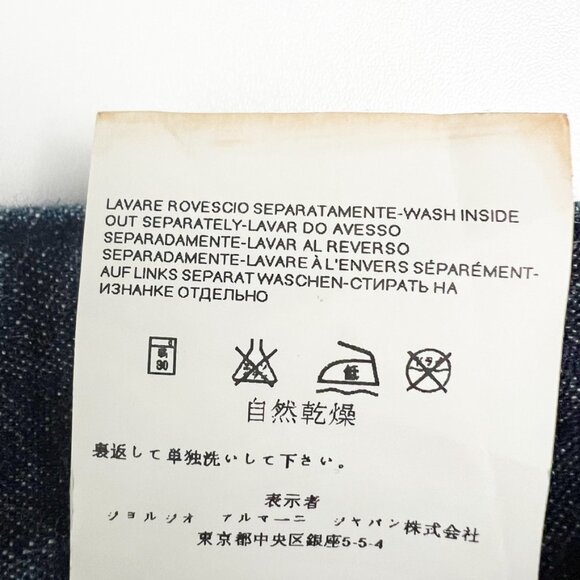 LAVARE ROVESCIO SEPARATAMENTE-WASH INSIDE
OUT SEPARATELY-LAVAR DO AVESSO
SEPARADAMENTE-LAVAR AL REVERSO
SEPARADAMENTE-LAVARE À L'ENVERS SÉPARÉMENT-
AUF LINKS SEPARAT WASCHEN-СТИРАТЬ НА
ИЗНАНКЕ ОТДЕЛЬНО
30 低
自然乾燥
裏返して単独洗いして下さい。
表示者
ジョルジオ アルマーニ ジャパン株式会社
東京都中央区銀座5-5-4